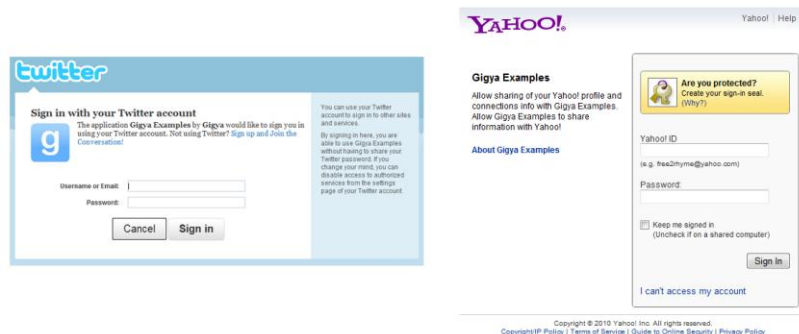 twitter
Sign in with your Twitter account
The application Gigya Examples by Gigya would like to sign you in
using your Twitter account. Not using Twitter? Sign up and Join the
Conversation!
g
Username or Email:
Password:
Cancel
Sign in
You can use your Twitter
account to sign in to other sites
and services.
By signing in here, you are
able to use Gigya Examples
without having to share your
Twitter password. If you
change your mind, you can
disable access to authorized
services from the settings
page of your Twitter account.
YAHOO!
Yahoo! | Help
Gigya Examples
Allow sharing of your Yahoo! profile and
connections info with Gigya Examples.
Allow Gigya Examples to share
information with Yahoo!
About Gigya Examples
Are you protected?
Create your sign-in seal.
(Why?)
Yahoo! ID
(e.g. free2rhyme@yahoo.com)
Password:
Keep me signed in
(Uncheck if on a shared computer)
Sign In
I can't access my account
Copyright © 2010 Yahoo! Inc. All rights reserved.
Copyright/IP Policy | Terms of Service | Guide to Online Security | Privacy Policy